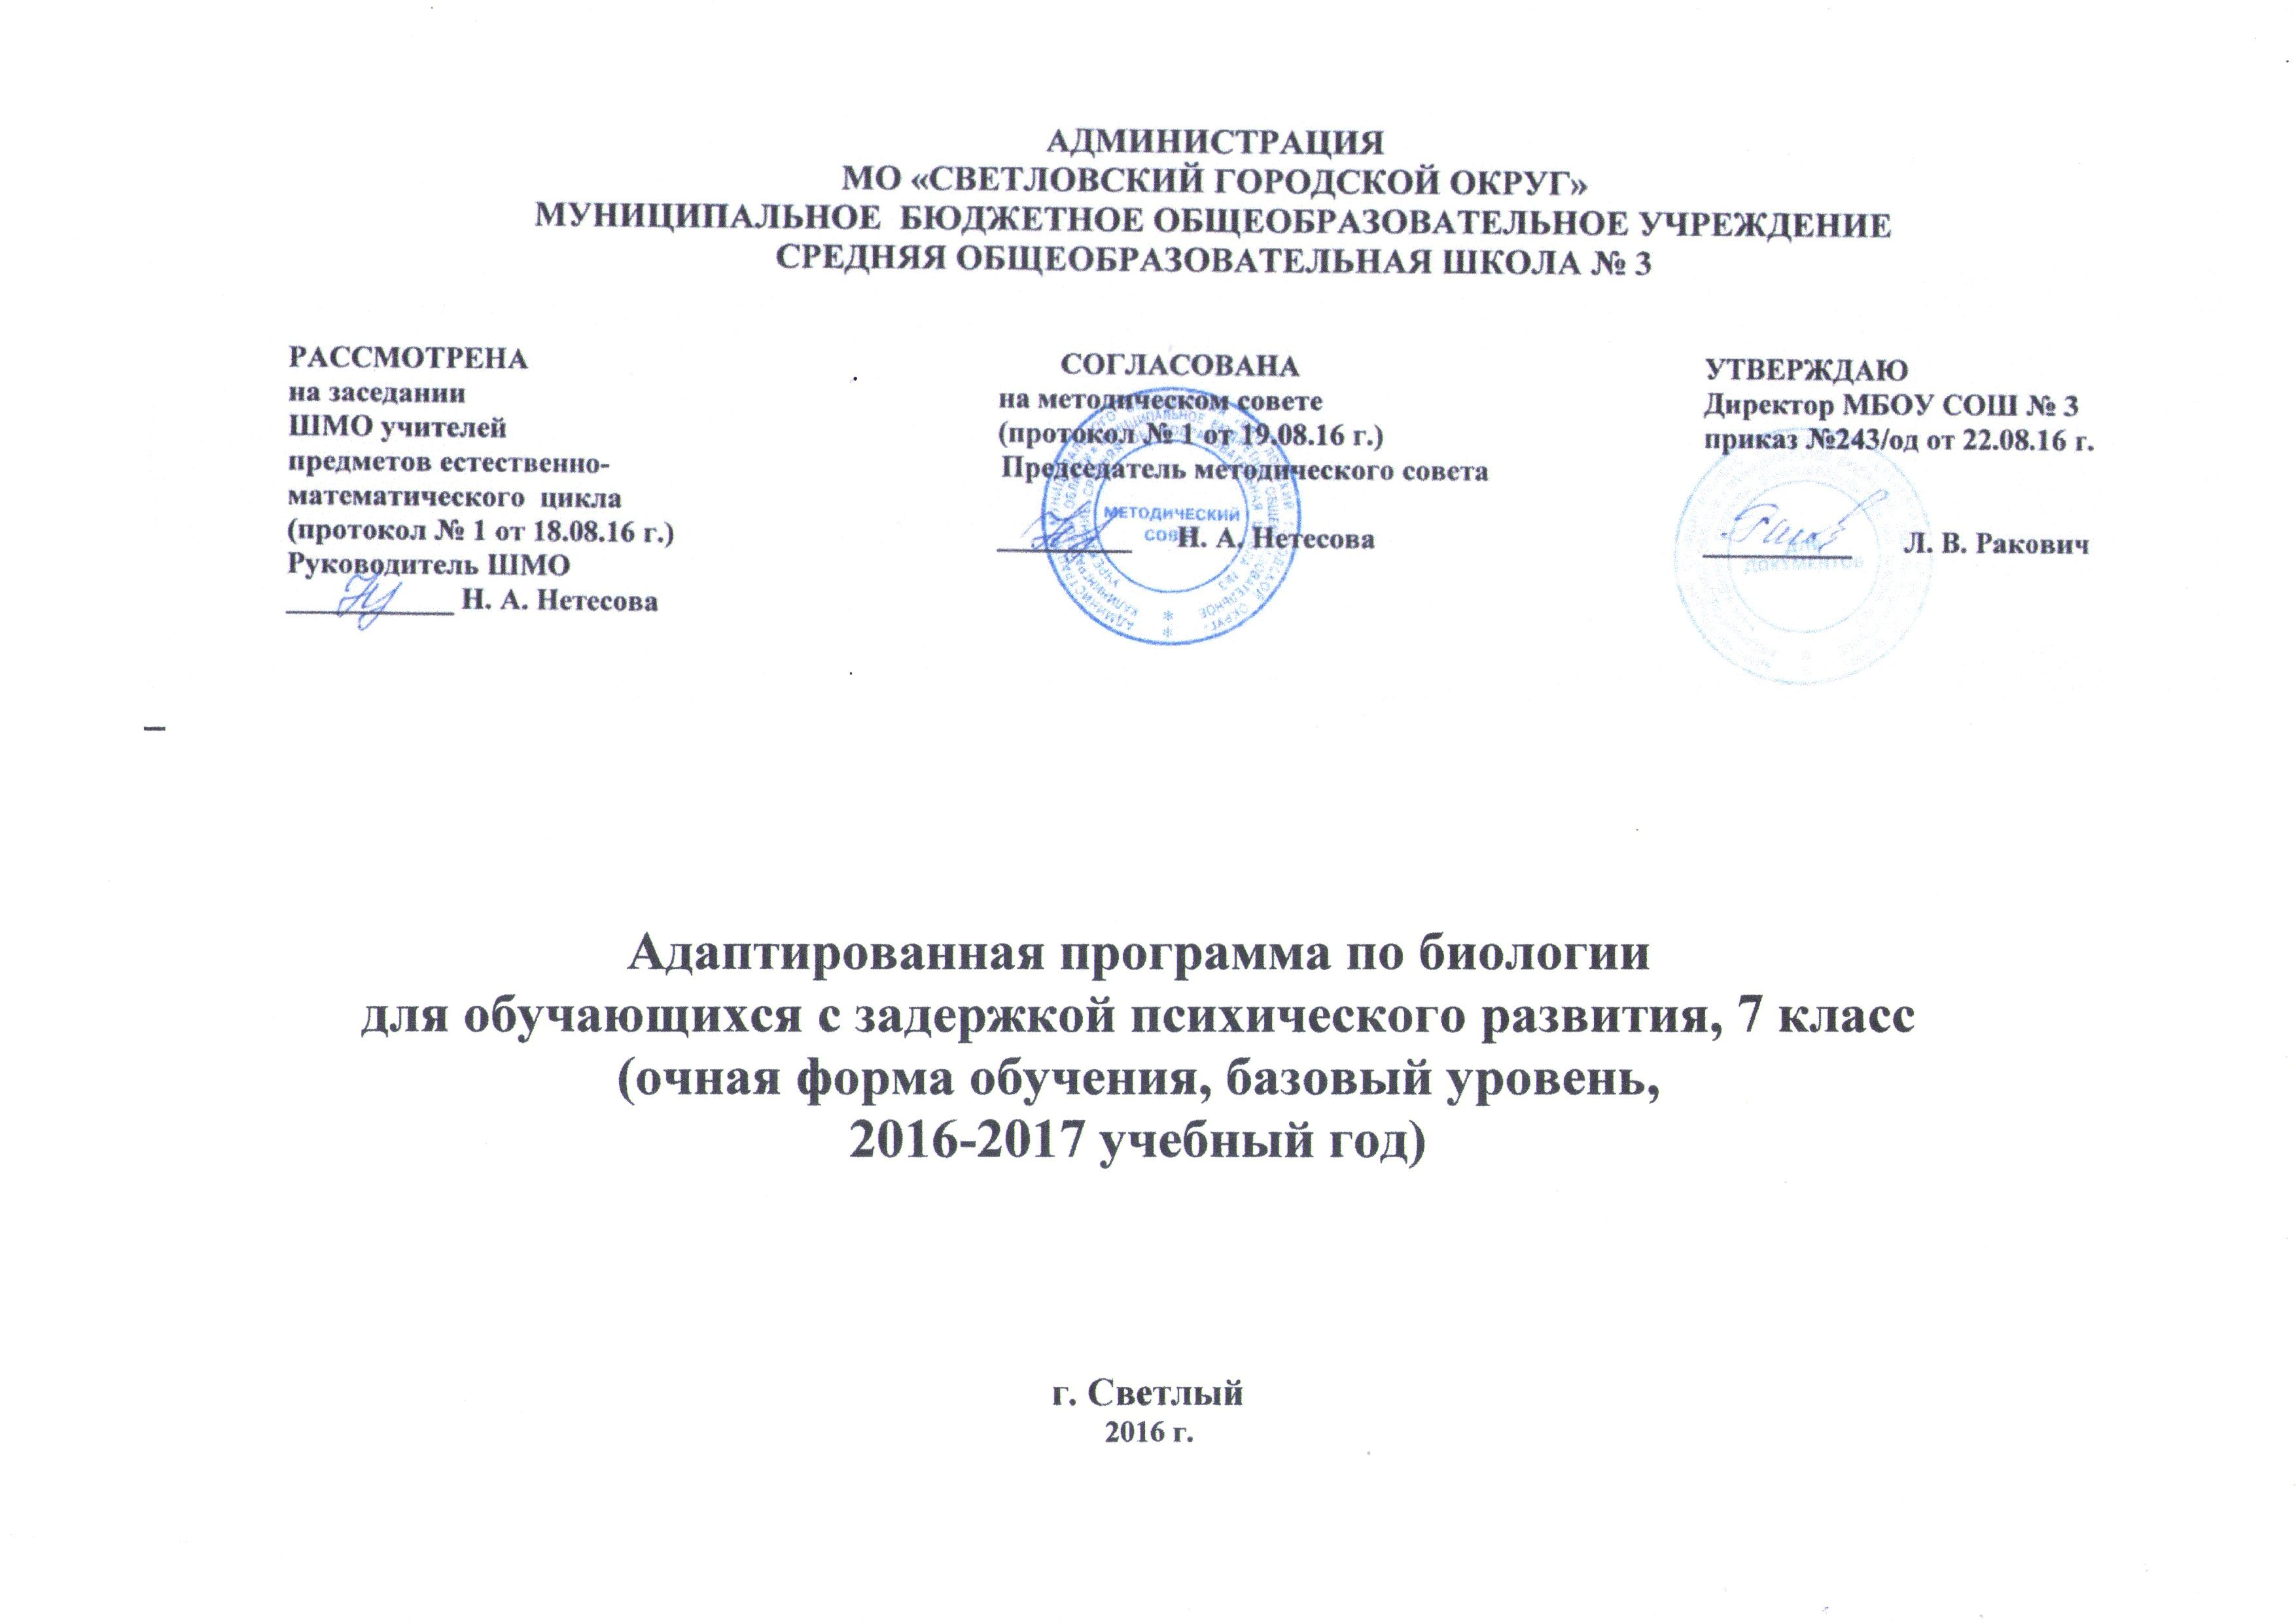 АДМИНИСТРАЦИЯ
МО «СВЕТЛОВСКИЙ ГОРОДСКОЙ ОКРУГ»
МУНИЦИПАЛЬНОЕ БЮДЖЕТНОЕ ОБЩЕОБРАЗОВАТЕЛЬНОЕ УЧРЕЖДЕНИЕ
СРЕДНЯЯ ОБЩЕОБРАЗОВАТЕЛЬНАЯ ШКОЛА № 3
РАССМОТРЕНА
на заседании
ШМО учителей
предметов естественно-
математического цикла
(протокол № 1 от 18.08.16 г.)
Руководитель ШМО
Н. А. Нетесова
СОГЛАСОВАНА
на методическом совете
(протокол № 1 от 19.08.16 г.)
Председатель методического совета
Н. А. Нетесова
МЕТОДИЧЕСКИЙ
УТВЕРЖДАЮ
Директор МБОУ СОШ № 3
приказ №243/од от 22.08.16 г.
Л. В. Ракович
ДОКУМЕНТОВ
Адаптированная программа по биологии
для обучающихся с задержкой психического развития, 7 класс
(очная форма обучения, базовый уровень,
2016-2017 учебный год)
г. Светлый
2016 г.